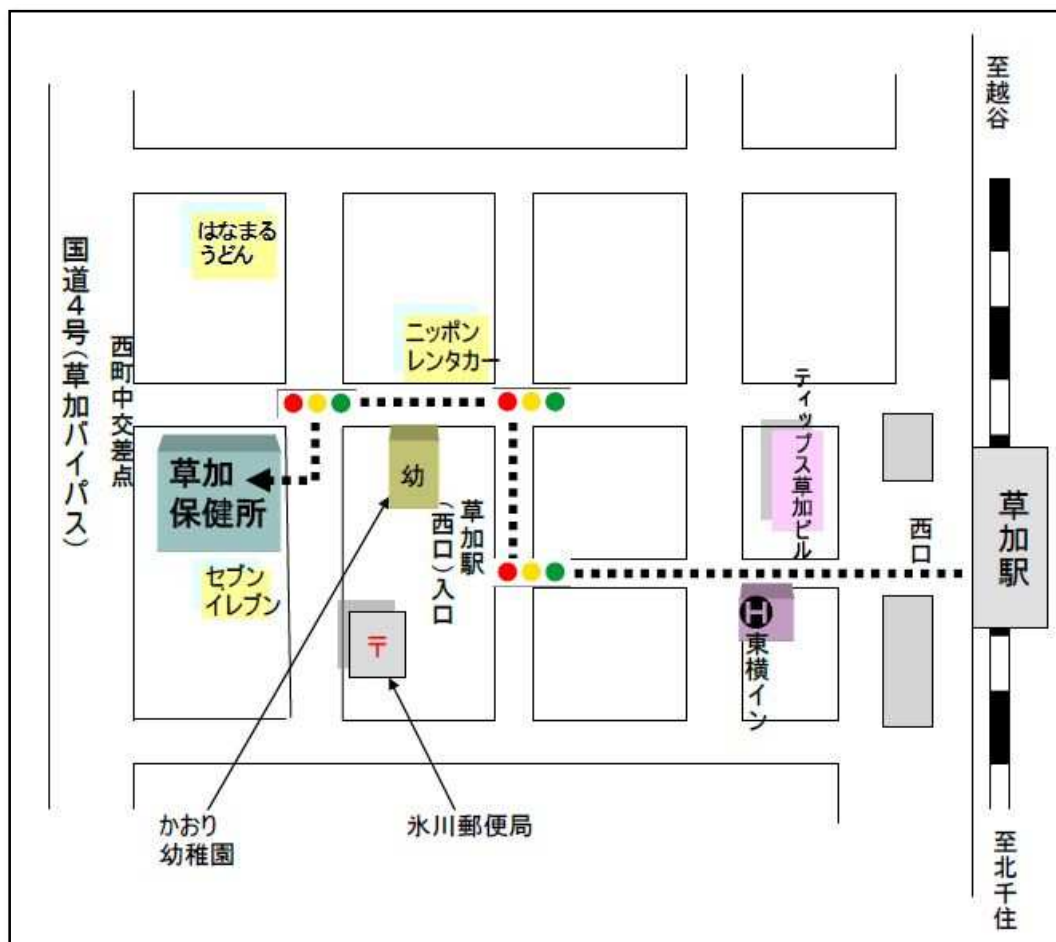 至越谷
国道４号(草加バイパス)
西町中交差点
はなまる
うどん
ニッポン
レンタカー
ティップス草加ビル
草加
保健所
幼
草加駅
(西口)入口
西口
草加駅
セブン
イレブン
〒
H
東横イン
かおり
幼稚園
氷川郵便局
至北千住